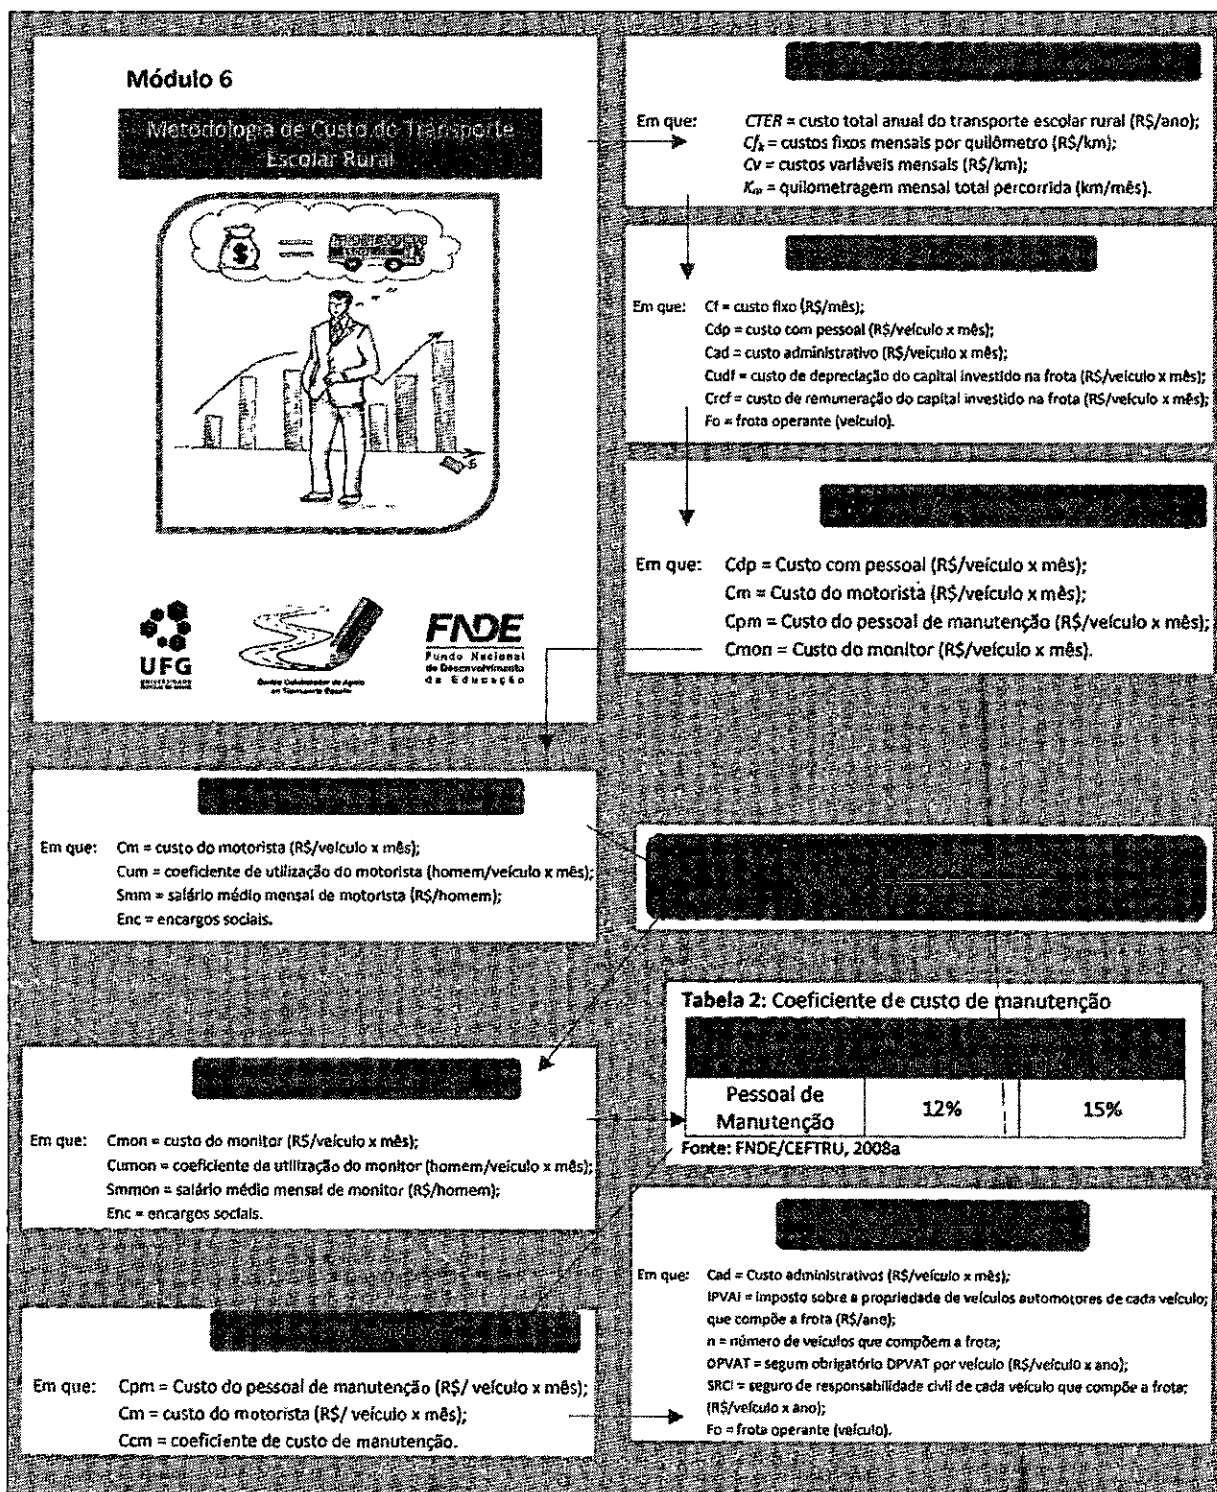 Módulo 6
Metodologia de Custo do Transporte
Escolar Rural
$
=
$
UFG
Centro Colaborador de Apoio
ao Transporte Escolar
FNDE
Fundo Nacional
de Desenvolvimento
da Educação
Em que: CTER = custo total anual do transporte escolar rural (R$/ano);
Cfk = custos fixos mensais por quilômetro (R$/km);
Cv = custos variáveis mensais (R$/km);
Km = quilometragem mensal total percorrida (km/mês).
Em que: Cf = custo fixo (R$/mês);
Cdp = custo com pessoal (R$/veículo x mês);
Cad = custo administrativo (R$/veículo x mês);
Cudf = custo de depreciação do capital investido na frota (R$/veículo x mês);
Crcf = custo de remuneração do capital investido na frota (R$/veículo x mês);
Fo = frota operante (veículo).
Em que: Cdp = Custo com pessoal (R$/veículo x mês);
Cm = Custo do motorista (R$/veículo x mês);
Cpm = Custo do pessoal de manutenção (R$/veículo x mês);
Cmon = Custo do monitor (R$/veículo x mês).
Em que: Cm = custo do motorista (R$/veículo x mês);
Cum = coeficiente de utilização do motorista (homem/veículo x mês);
Smm = salário médio mensal de motorista (R$/homem);
Enc = encargos sociais.
Em que: Cmon = custo do monitor (R$/veículo x mês);
Cumon = coeficiente de utilização do monitor (homem/veículo x mês);
Smmon = salário médio mensal de monitor (R$/homem);
Enc = encargos sociais.
Tabela 2: Coeficiente de custo de manutenção
Pessoal de
Manutenção
12%
15%
Fonte: FNDE/CEFTRU, 2008a
Em que: Cpm = Custo do pessoal de manutenção (R$/ veículo x mês);
Cm = custo do motorista (R$/ veículo x mês);
Ccm = coeficiente de custo de manutenção.
Em que: Cad = Custo administrativos (R$/veículo x mês);
IPVAi = imposto sobre a propriedade de veículos automotores de cada veículo;
que compõe a frota (R$/ano);
n = número de veículos que compõem a frota;
DPVAT = segum obrigatório DPVAT por veículo (R$/veículo x ano);
SRCi = seguro de responsabilidade civil de cada veículo que compõe a frota;
(R$/veículo x ano);
Fo = frota operante (veículo).